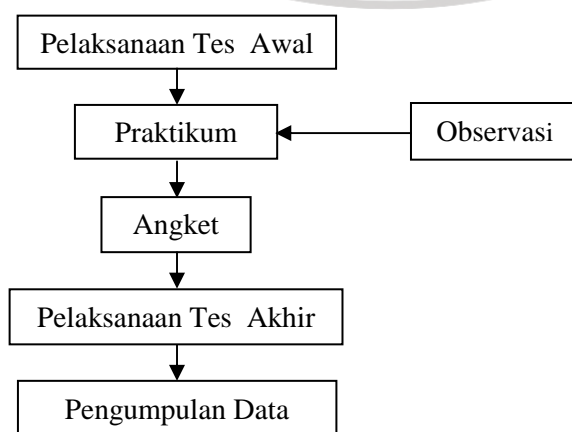 Pelaksanaan Tes Awal
Praktikum
Observasi
Angket
Pelaksanaan Tes Akhir
Pengumpulan Data